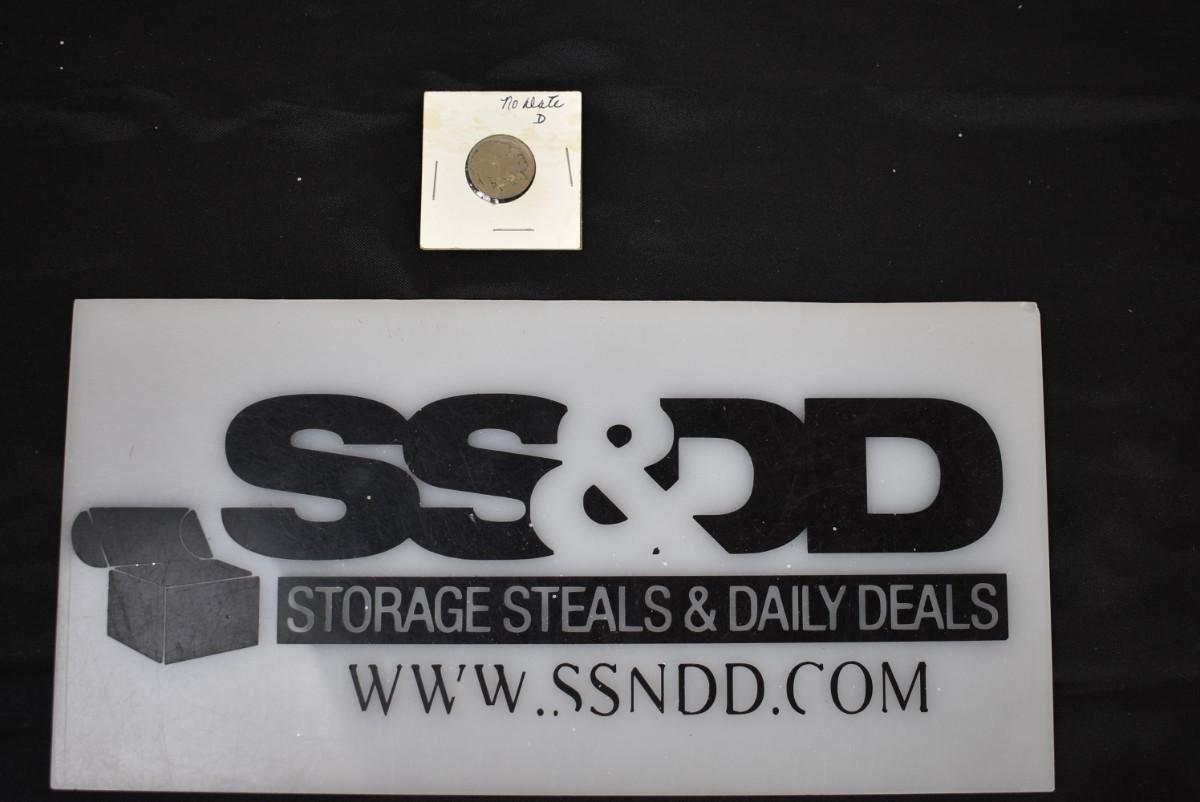 No Date
D
SS&DD
STORAGE STEALS & DAILY DEALS
WWW.SSNDD.COM